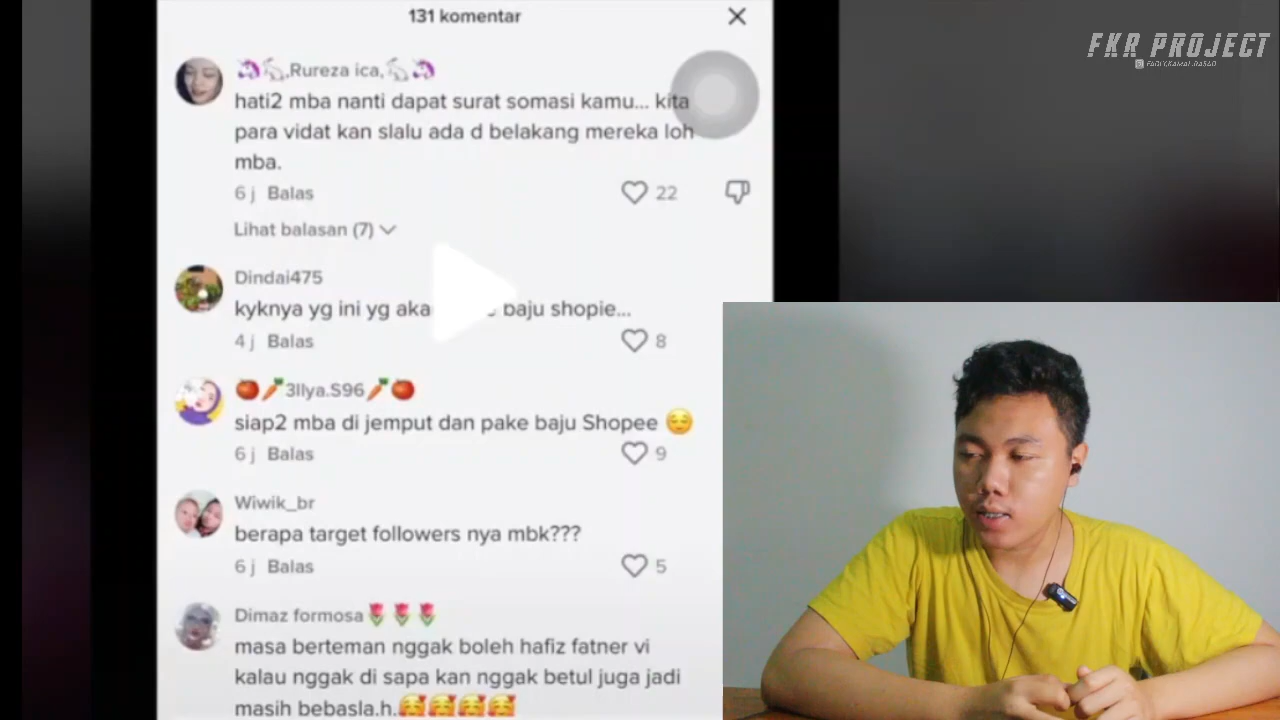 131 komentar
FKR PROJECT
,Rureza ica,
hati2 mba nanti dapat surat somasi kamu... kita
para vidat kan slalu ada d belakang mereka loh
mba.
6 j Balas
22
Lihat balasan (7)
Dindai475
kyknya yg ini yg baju shopie...
4 j Balas
8
🍅🥕3llya.S96🥕🍅
siap2 mba di jemput dan pake baju Shopee 😌
6 j Balas
9
Wiwik_br
berapa target followers nya mbk???
6 j Balas
5
Dimaz formosa🌷🌷🌷
masa berteman nggak boleh hafiz fatner vi
kalau nggak di sapa kan nggak betul juga jadi
masih bebasla.h.🥰🥰🥰🥰